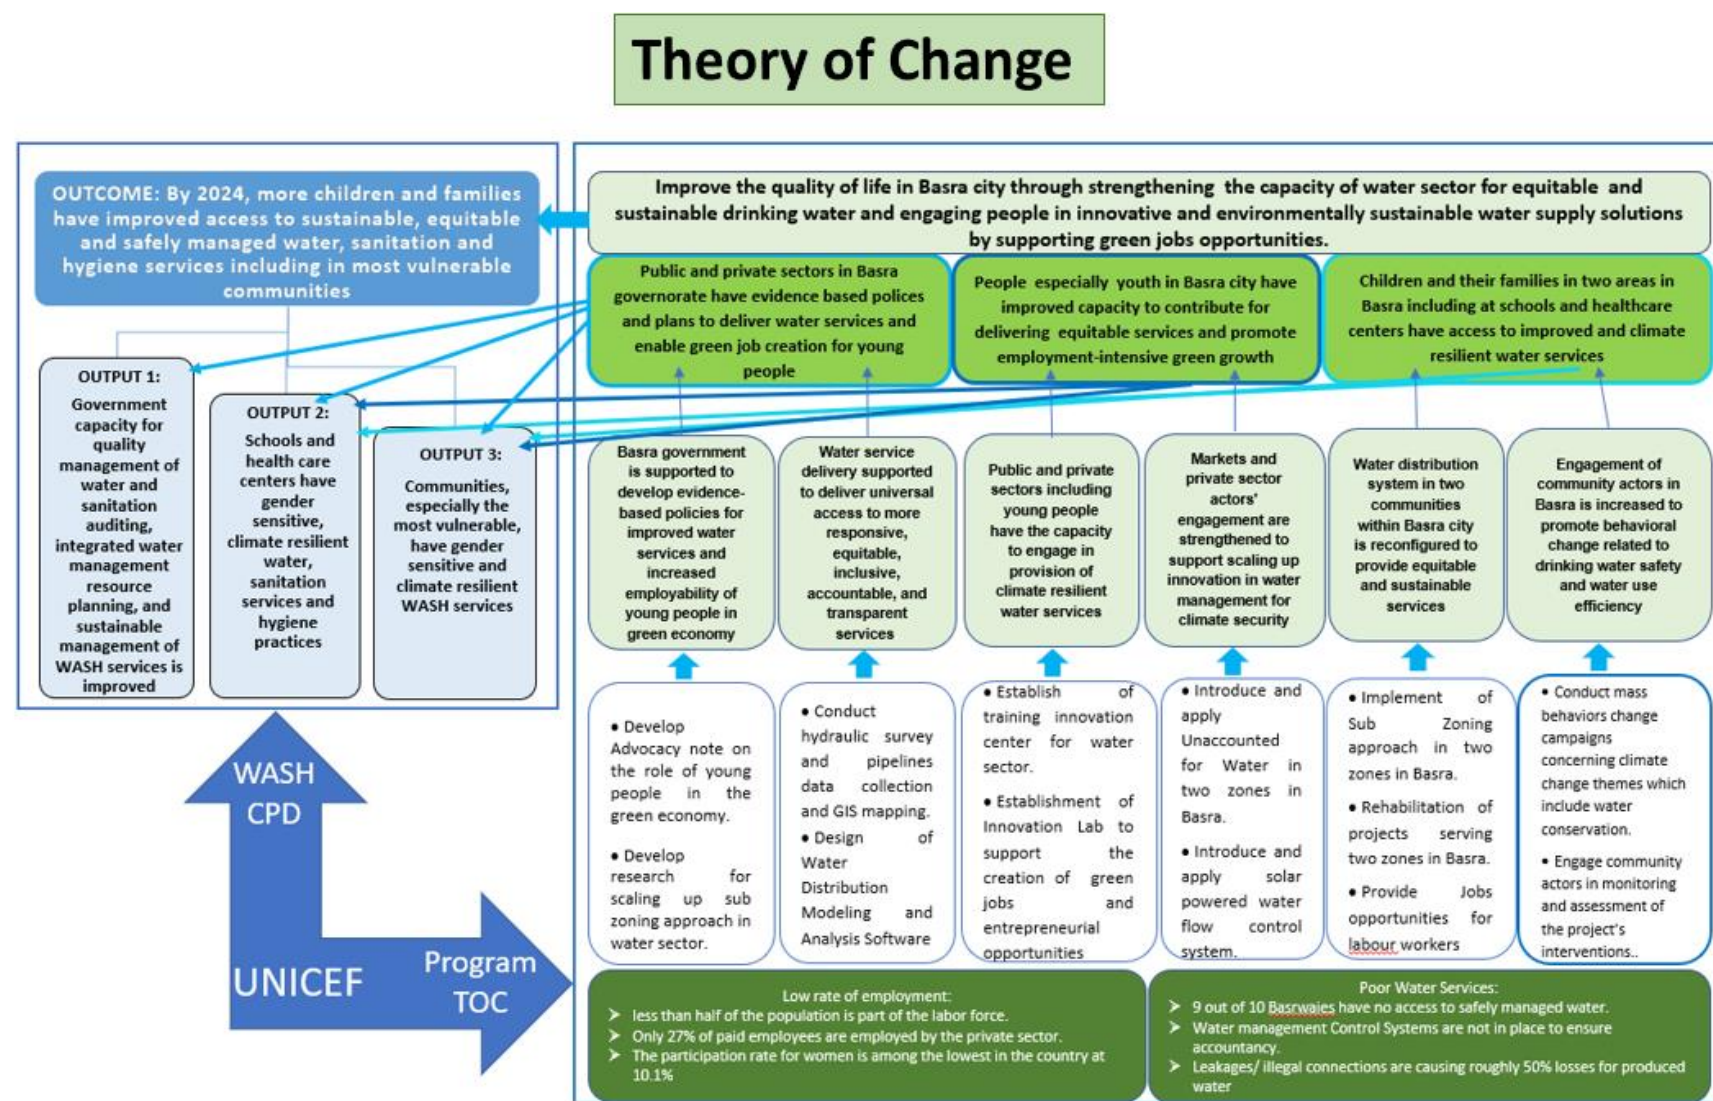 Theory of Change
OUTCOME: By 2024, more children and families
have improved access to sustainable, equitable
and safely managed water, sanitation and
hygiene services including in most vulnerable
communities
OUTPUT 1:
Government
capacity for
quality
management of
water and
sanitation
auditing,
integrated water
management
resource
planning, and
sustainable
management of
WASH services is
improved
OUTPUT 2:
Schools and
health care
centers have
gender
sensitive,
climate resilient
water,
sanitation
services and
hygiene
practices
OUTPUT 3:
Communities,
especially the
most vulnerable,
have gender
sensitive and
climate resilient
WASH services
WASH
CPD
UNICEF
Program
TOC
Improve the quality of life in Basra city through strengthening the capacity of water sector for equitable and
sustainable drinking water and engaging people in innovative and environmentally sustainable water supply solutions
by supporting green jobs opportunities.
Public and private sectors in Basra
governorate have evidence based polices
and plans to deliver water services and
enable green job creation for young
people
People especially youth in Basra city have
improved capacity to contribute for
delivering equitable services and promote
employment-intensive green growth
Children and their families in two areas in
Basra including at schools and healthcare
centers have access to improved and climate
resilient water services
Basra government
is supported to
develop evidence-
based policies for
improved water
services and
increased
employability of
young people in
green economy
Water service
delivery supported
to deliver universal
access to more
responsive,
equitable,
inclusive,
accountable, and
transparent
services
Public and private
sectors including
young people
have the capacity
to engage in
provision of
climate resilient
water services
Markets and
private sector
actors'
engagement are
strengthened to
support scaling up
innovation in water
management for
climate security
Water distribution
system in two
communities
within Basra city
is reconfigured to
provide equitable
and sustainable
services
Engagement of
community actors in
Basra is increased to
promote behavioral
change related to
drinking water safety
and water use
efficiency
• Develop
Advocacy note on
the role of young
people in the
green economy.
• Develop
research for
scaling up sub
zoning approach in
water sector.
• Conduct
hydraulic survey
and pipelines
data collection
and GIS mapping.
• Design of
Water
Distribution
Modeling and
Analysis Software
• Establish of
training innovation
center for water
sector.
• Establishment of
Innovation Lab to
support the
creation of green
jobs and
entrepreneurial
opportunities
• Introduce and
apply
Unaccounted
for Water in
two zones in
Basra.
• Introduce and
apply solar
powered water
flow control
system.
• Implement of
Sub Zoning
approach in two
zones in Basra.
• Rehabilitation of
projects serving
two zones in Basra.
• Provide Jobs
opportunities for
labour workers
• Conduct mass
behaviors change
campaigns
concerning climate
change themes which
include water
conservation.
• Engage community
actors in monitoring
and assessment of
the project's
interventions..
Low rate of employment:
➢ less than half of the population is part of the labor force.
➢ Only 27% of paid employees are employed by the private sector.
➢ The participation rate for women is among the lowest in the country at
10.1%
Poor Water Services:
➢ 9 out of 10 Basrwaies have no access to safely managed water.
➢ Water management Control Systems are not in place to ensure
accountancy.
➢ Leakages/ illegal connections are causing roughly 50% losses for produced
water